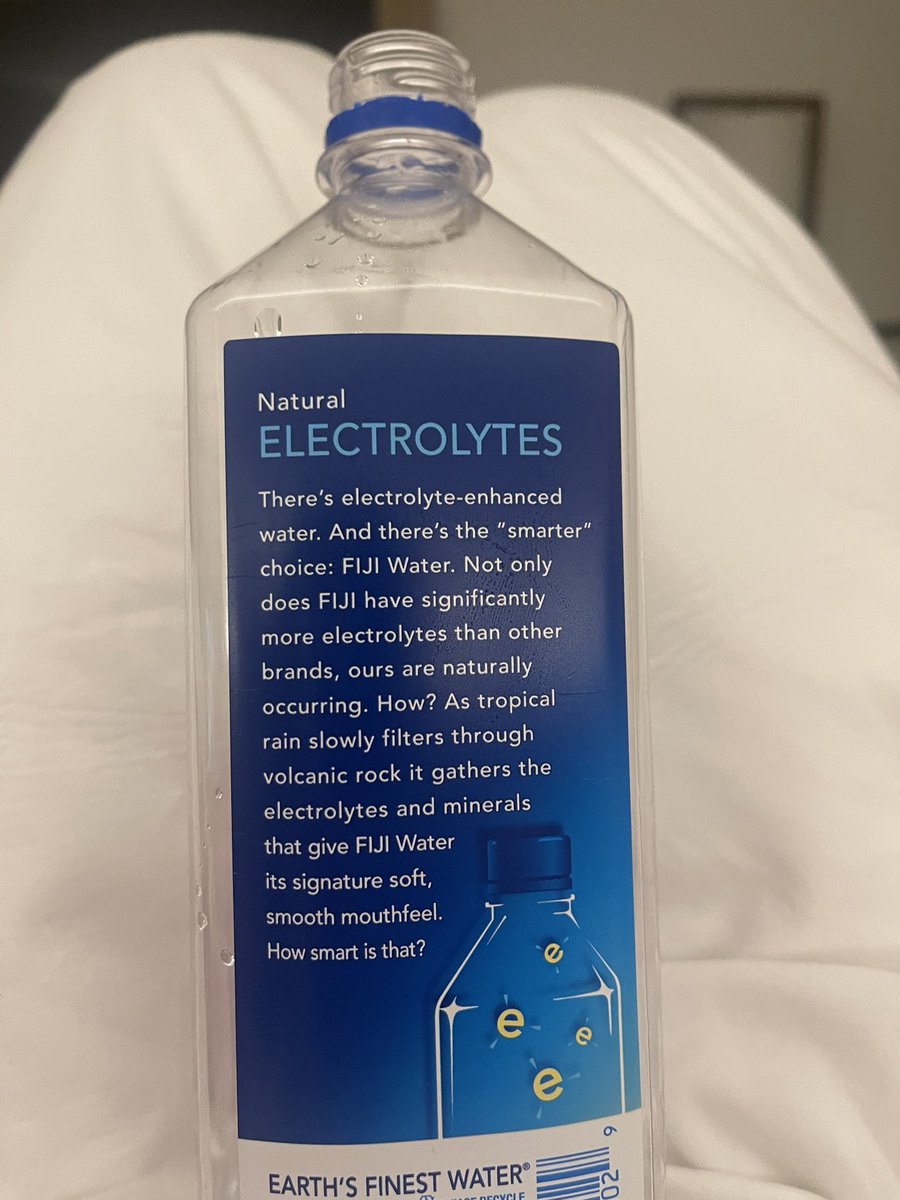 Natural
ELECTROLYTES
There's electrolyte-enhanced
water. And there's the "smarter"
choice: FIJI Water. Not only
does FIJI have significantly
more electrolytes than other
brands, ours are naturally
occurring. How? As tropical
rain slowly filters through
volcanic rock it gathers the
electrolytes and minerals
that give FIJI Water
its signature soft,
smooth mouthfeel.
How smart is that?
e
e
e
e
EARTH'S FINEST WATER®
RECYCLE
02
9